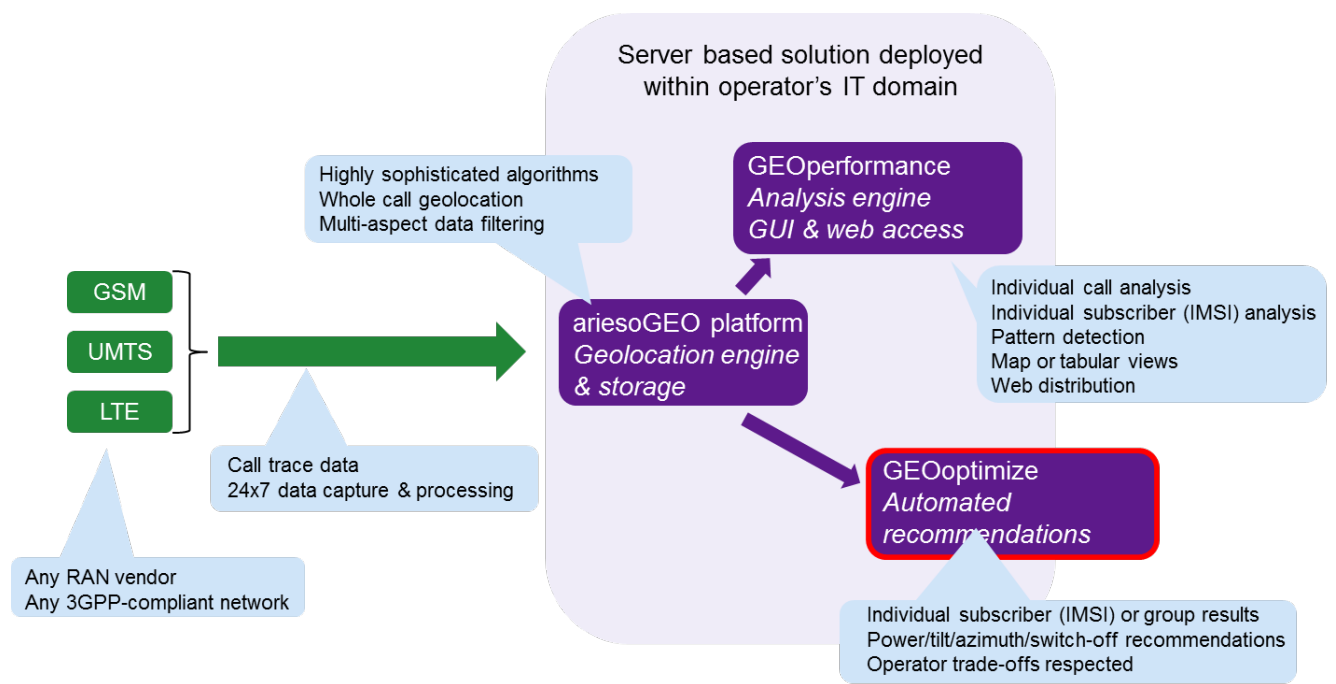 Server based solution deployed
within operator's IT domain
Highly sophisticated algorithms
Whole call geolocation
Multi-aspect data filtering
GEOperformance
Analysis engine
GUI & web access
GSM
UMTS
LTE
ariesoGEO platform
Geolocation engine
& storage
Individual call analysis
Individual subscriber (IMSI) analysis
Pattern detection
Map or tabular views
Web distribution
Call trace data
24x7 data capture & processing
GEOoptimize
Automated
recommendations
Any RAN vendor
Any 3GPP-compliant network
Individual subscriber (IMSI) or group results
Power/tilt/azimuth/switch-off recommendations
Operator trade-offs respected